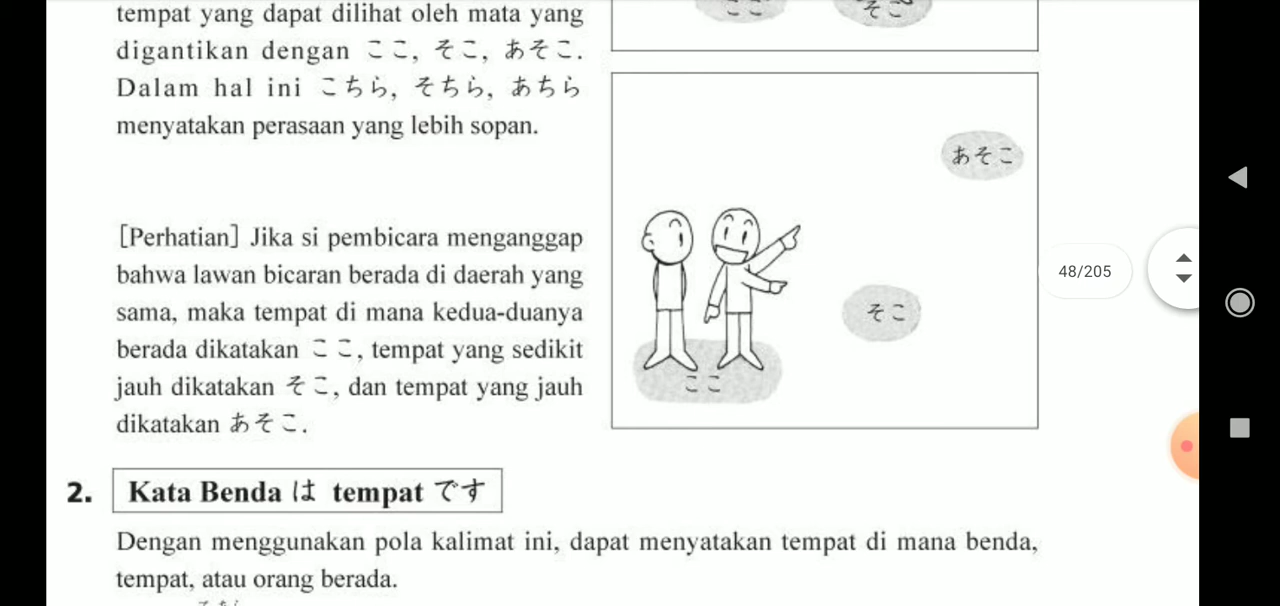 tempat yang dapat dilihat oleh mata yang
digantikan dengan ここ, そこ, あそこ.
Dalam hal ini こちら, そちら, あちら
menyatakan perasaan yang lebih sopan.
[Perhatian] Jika si pembicara menganggap
bahwa lawan bicaran berada di daerah yang
sama, maka tempat di mana kedua-duanya
berada dikatakan ここ, tempat yang sedikit
jauh dikatakan そこ, dan tempat yang jauh
dikatakan あそこ.
ここ
そこ
あそこ
そこ
ここ
48/205
2. Kata Benda は tempat です
Dengan menggunakan pola kalimat ini, dapat menyatakan tempat di mana benda,
tempat, atau orang berada.